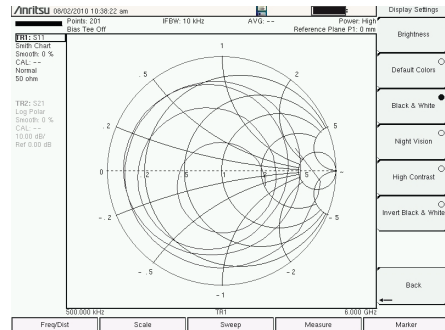 Anritsu 08/02/2010 10:38:22 am
Display Settings
Points: 201
IFBW: 10 kHz
AVG: --
Power: High
Bias Tee Off
Reference Plane P1: 0 mm
TR1: S11
Smith Chart
Smooth: 0 %
CAL: --
Normal
50 ohm
TR2: S21
Log Polar
Smooth: 0 %
CAL: --
10.00 dB/
Ref 0.00 dB
1
.5
2
.2
5
0
.2
.5
1
2
5
-.2
-5
-.5
-2
-1
500.000 kHz
TR1
6.000 GHz
Brightness
Default Colors
Black & White
Night Vision
High Contrast
Invert Black & White
Back
Freq/Dist
Scale
Sweep
Measure
Marker